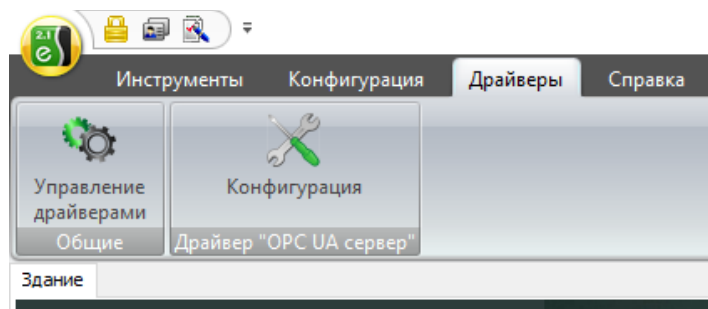 2.1
e
Инструменты Конфигурация Драйверы Справка
Управление
драйверами
Конфигурация
Общие
Драйвер "OPC UA сервер"
Здание